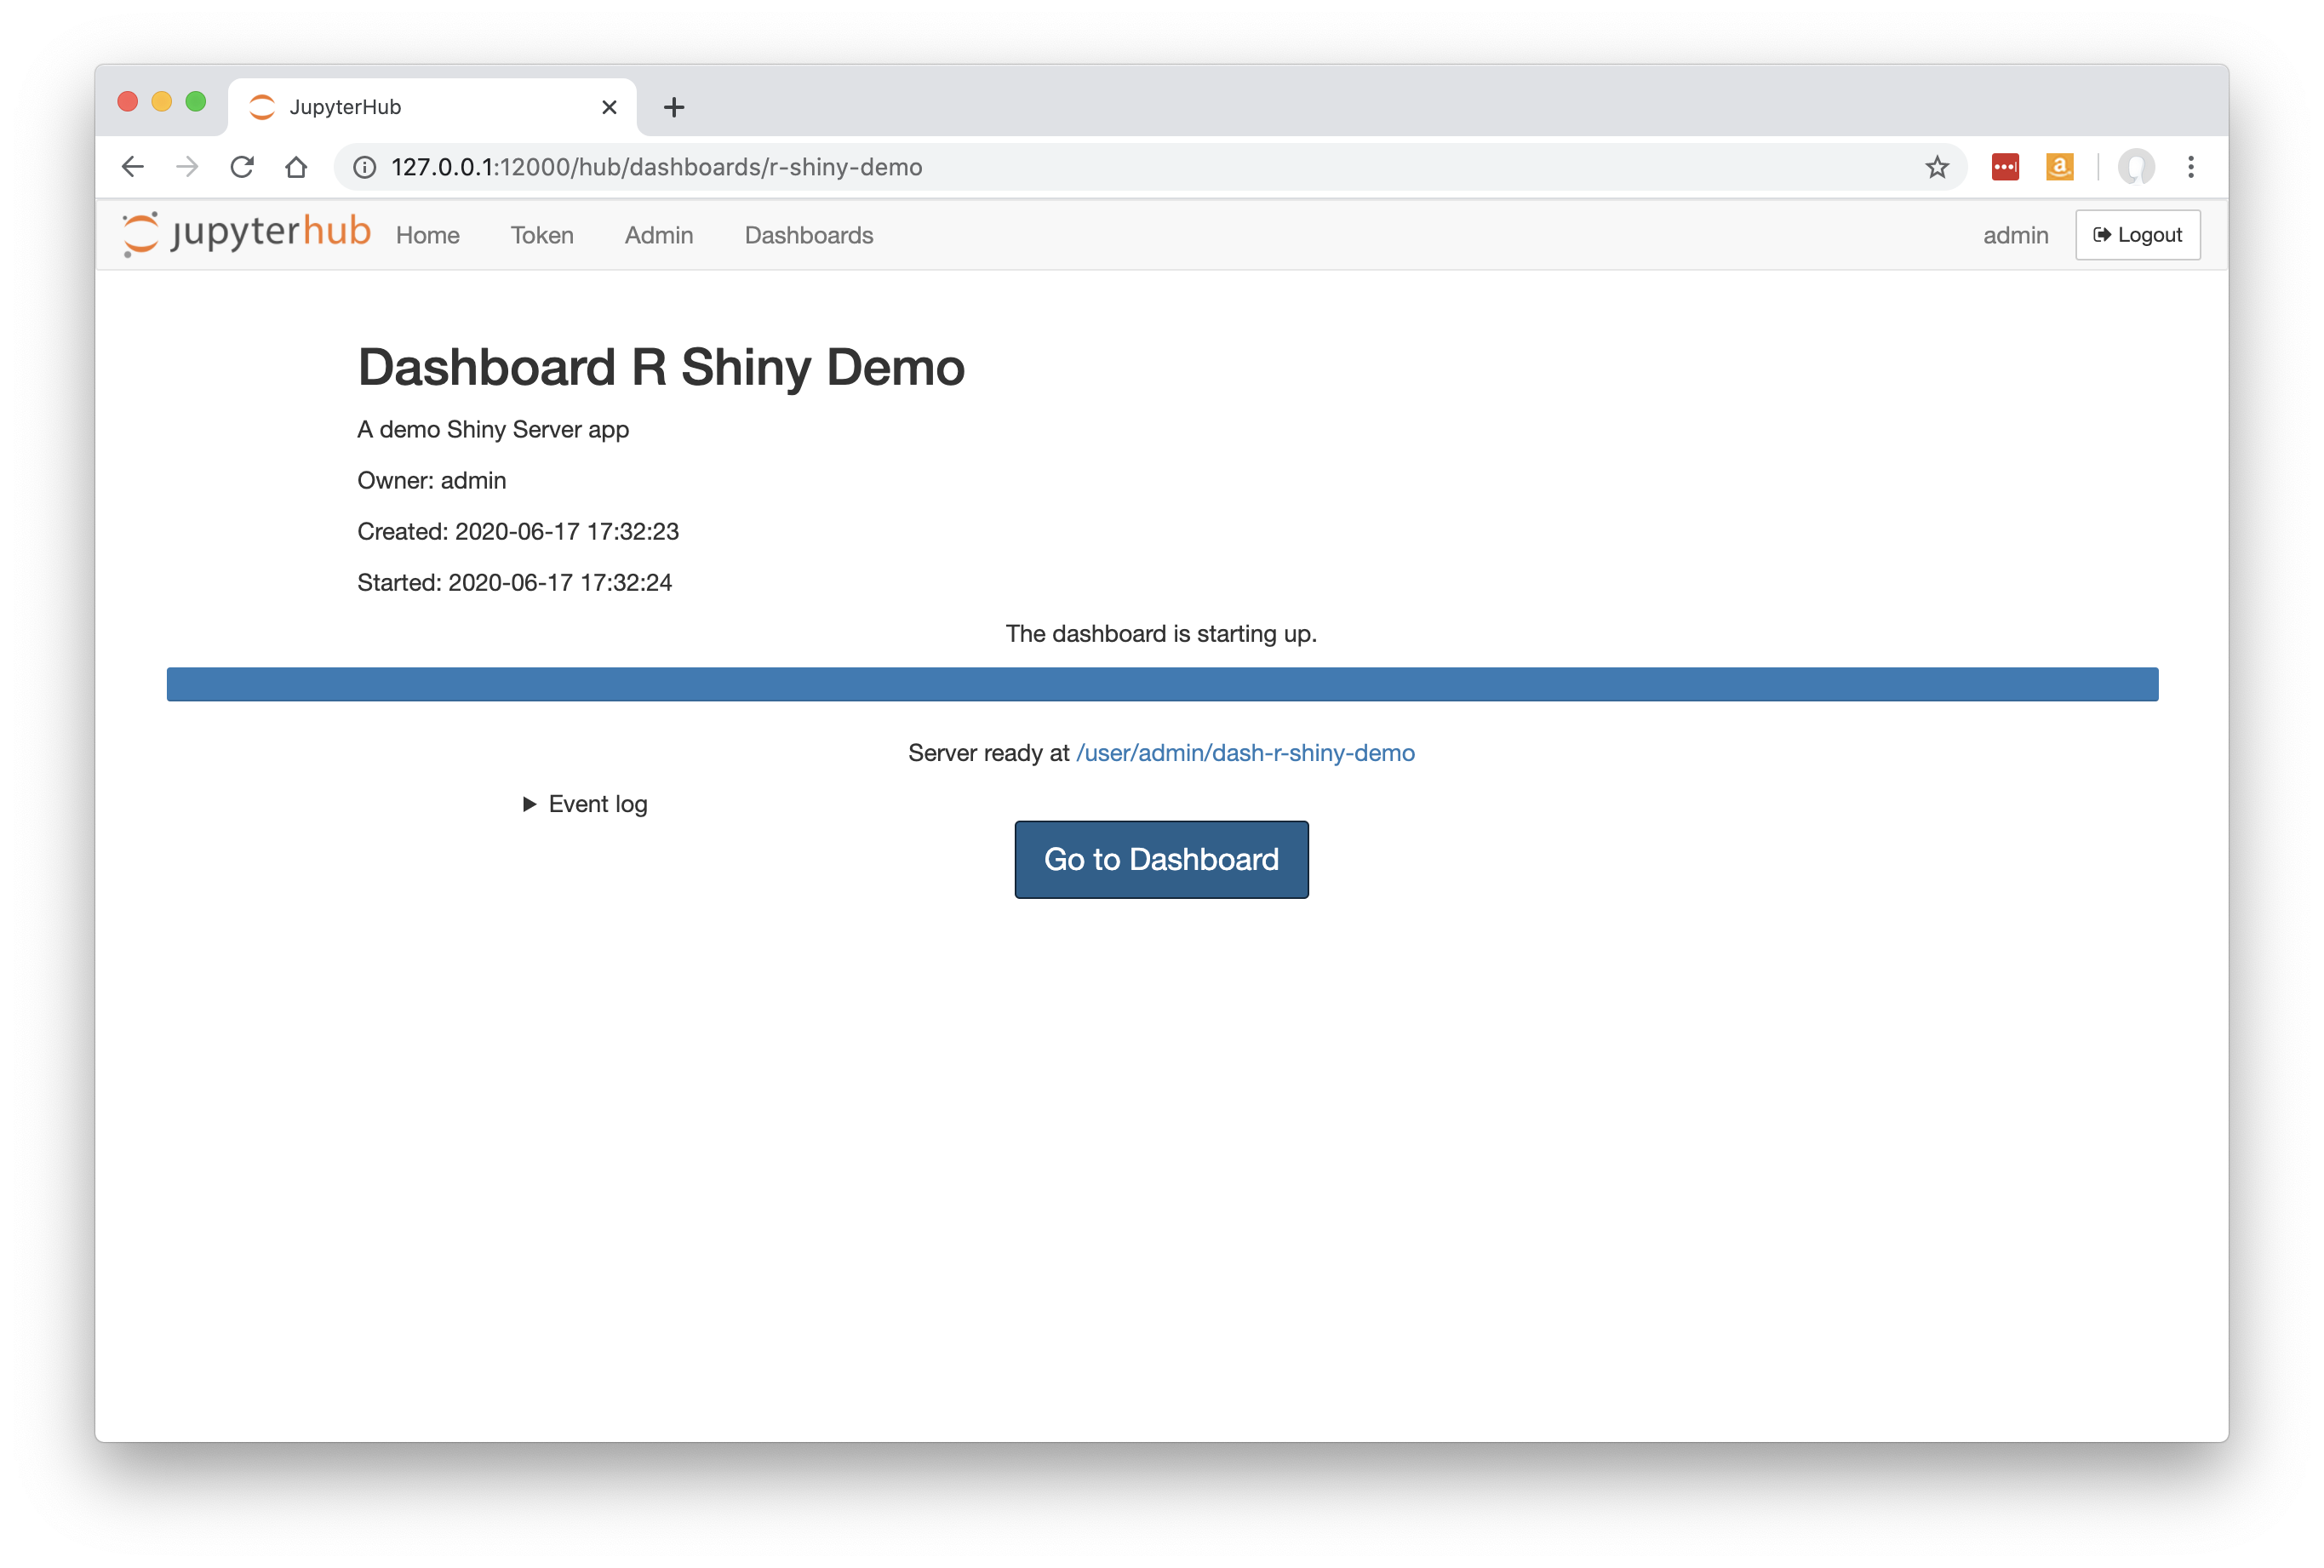 JupyterHub
127.0.0.1:12000/hub/dashboards/r-shiny-demo
a
jupyterhub Home Token Admin Dashboards admin Logout
Dashboard R Shiny Demo
A demo Shiny Server app
Owner: admin
Created: 2020-06-17 17:32:23
Started: 2020-06-17 17:32:24
The dashboard is starting up.
Server ready at /user/admin/dash-r-shiny-demo
Event log
Go to Dashboard